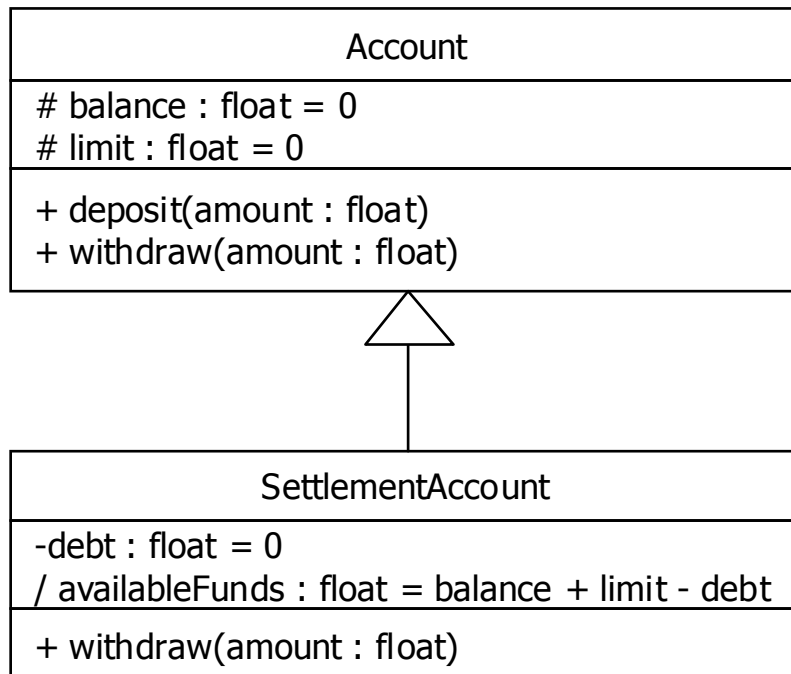 Account
# balance : float = 0
# limit : float = 0
+ deposit(amount : float)
+ withdraw(amount : float)
SettlementAccount
-debt : float = 0
/ availableFunds : float = balance + limit - debt
+ withdraw(amount : float)